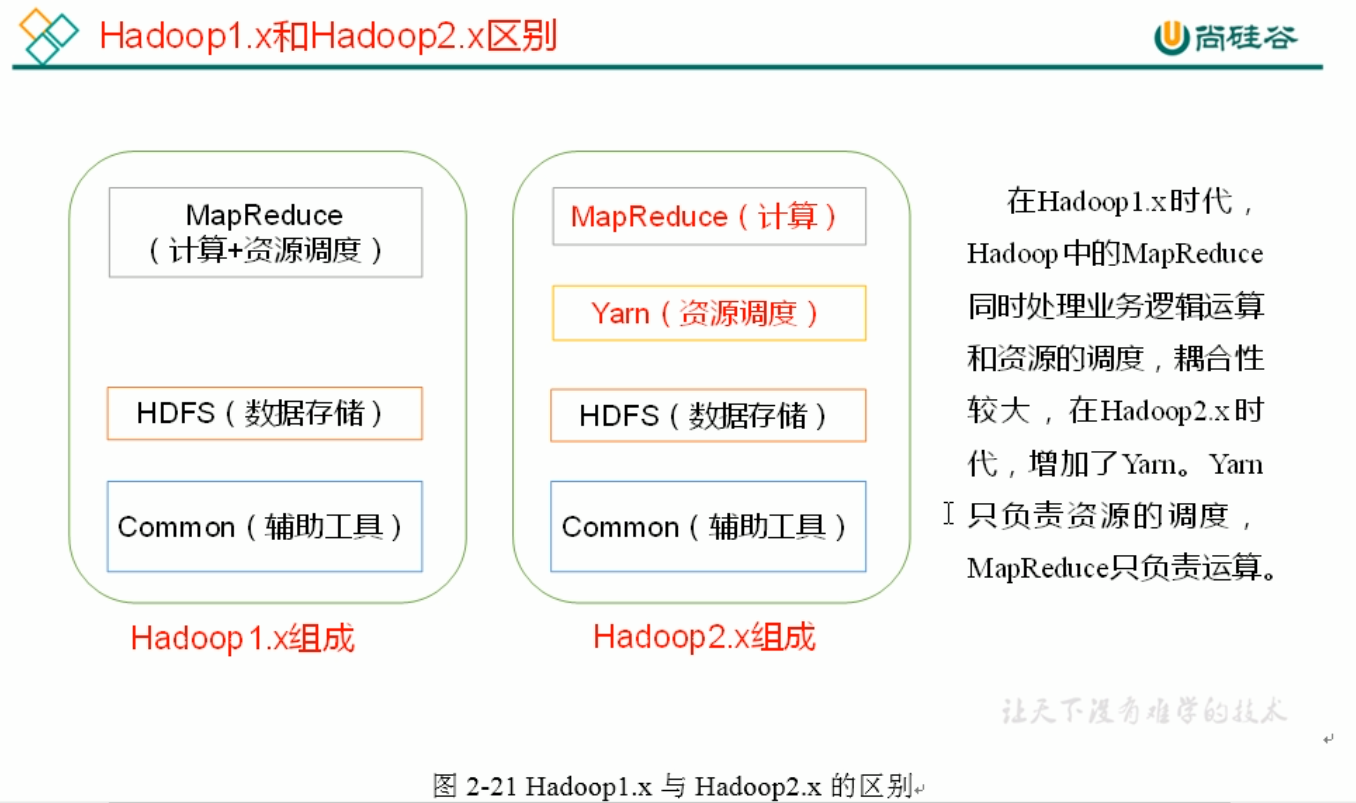 Hadoop1.x和Hadoop2.x区别
尚硅谷
MapReduce
（计算+资源调度）
HDFS（数据存储）
Common（辅助工具）
Hadoop1.x组成
MapReduce（计算）
Yarn（资源调度）
HDFS（数据存储）
Common（辅助工具）
Hadoop2.x组成
在Hadoop1.x时代，
Hadoop中的MapReduce
同时处理业务逻辑运算
和资源的调度，耦合性
较大，在Hadoop2.x时
代，增加了Yarn。Yarn
只负责资源的调度，
MapReduce只负责运算。
让天下没有难学的技术
图 2-21 Hadoop1.x 与 Hadoop2.x 的区别